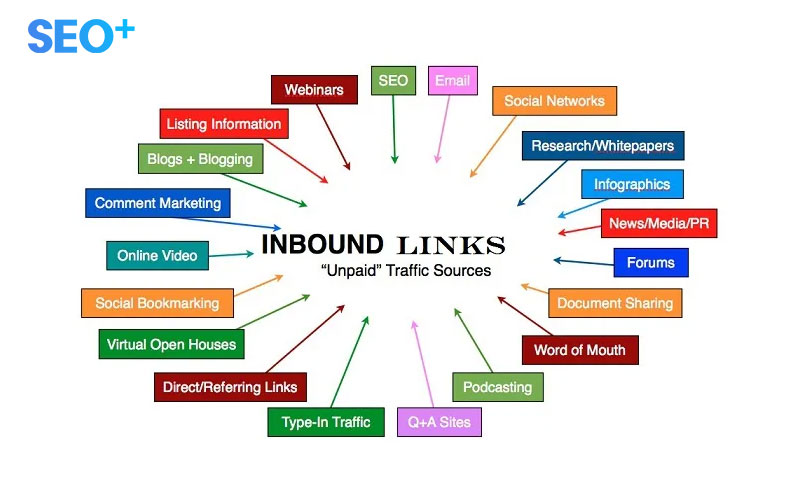 SEO+
Webinars
SEO
Email
Social Networks
Listing Information
Research/Whitepapers
Blogs + Blogging
Infographics
Comment Marketing
News/Media/PR
INBOUND LINKS
"Unpaid" Traffic Sources
Online Video
Forums
Social Bookmarking
Document Sharing
Virtual Open Houses
Word of Mouth
Direct/Referring Links
Podcasting
Type-In Traffic
Q+A Sites